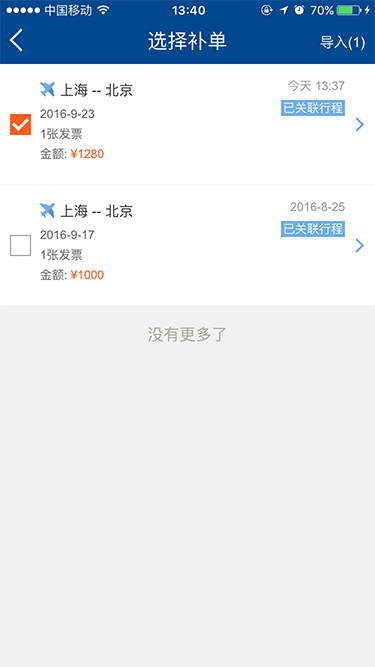 中国移动 13:40 70%
选择补单 导入(1)
上海 -- 北京 今天 13:37
2016-9-23 已关联行程
1张发票
金额: ¥1280
上海 -- 北京 2016-8-25
2016-9-17 已关联行程
1张发票
金额: ¥1000
没有更多了